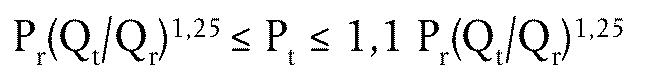 Pᵣ(Qₜ/Qᵣ)¹,²⁵ ≤ Pₜ ≤ 1,1 Pᵣ(Qₜ/Qᵣ)¹,²⁵